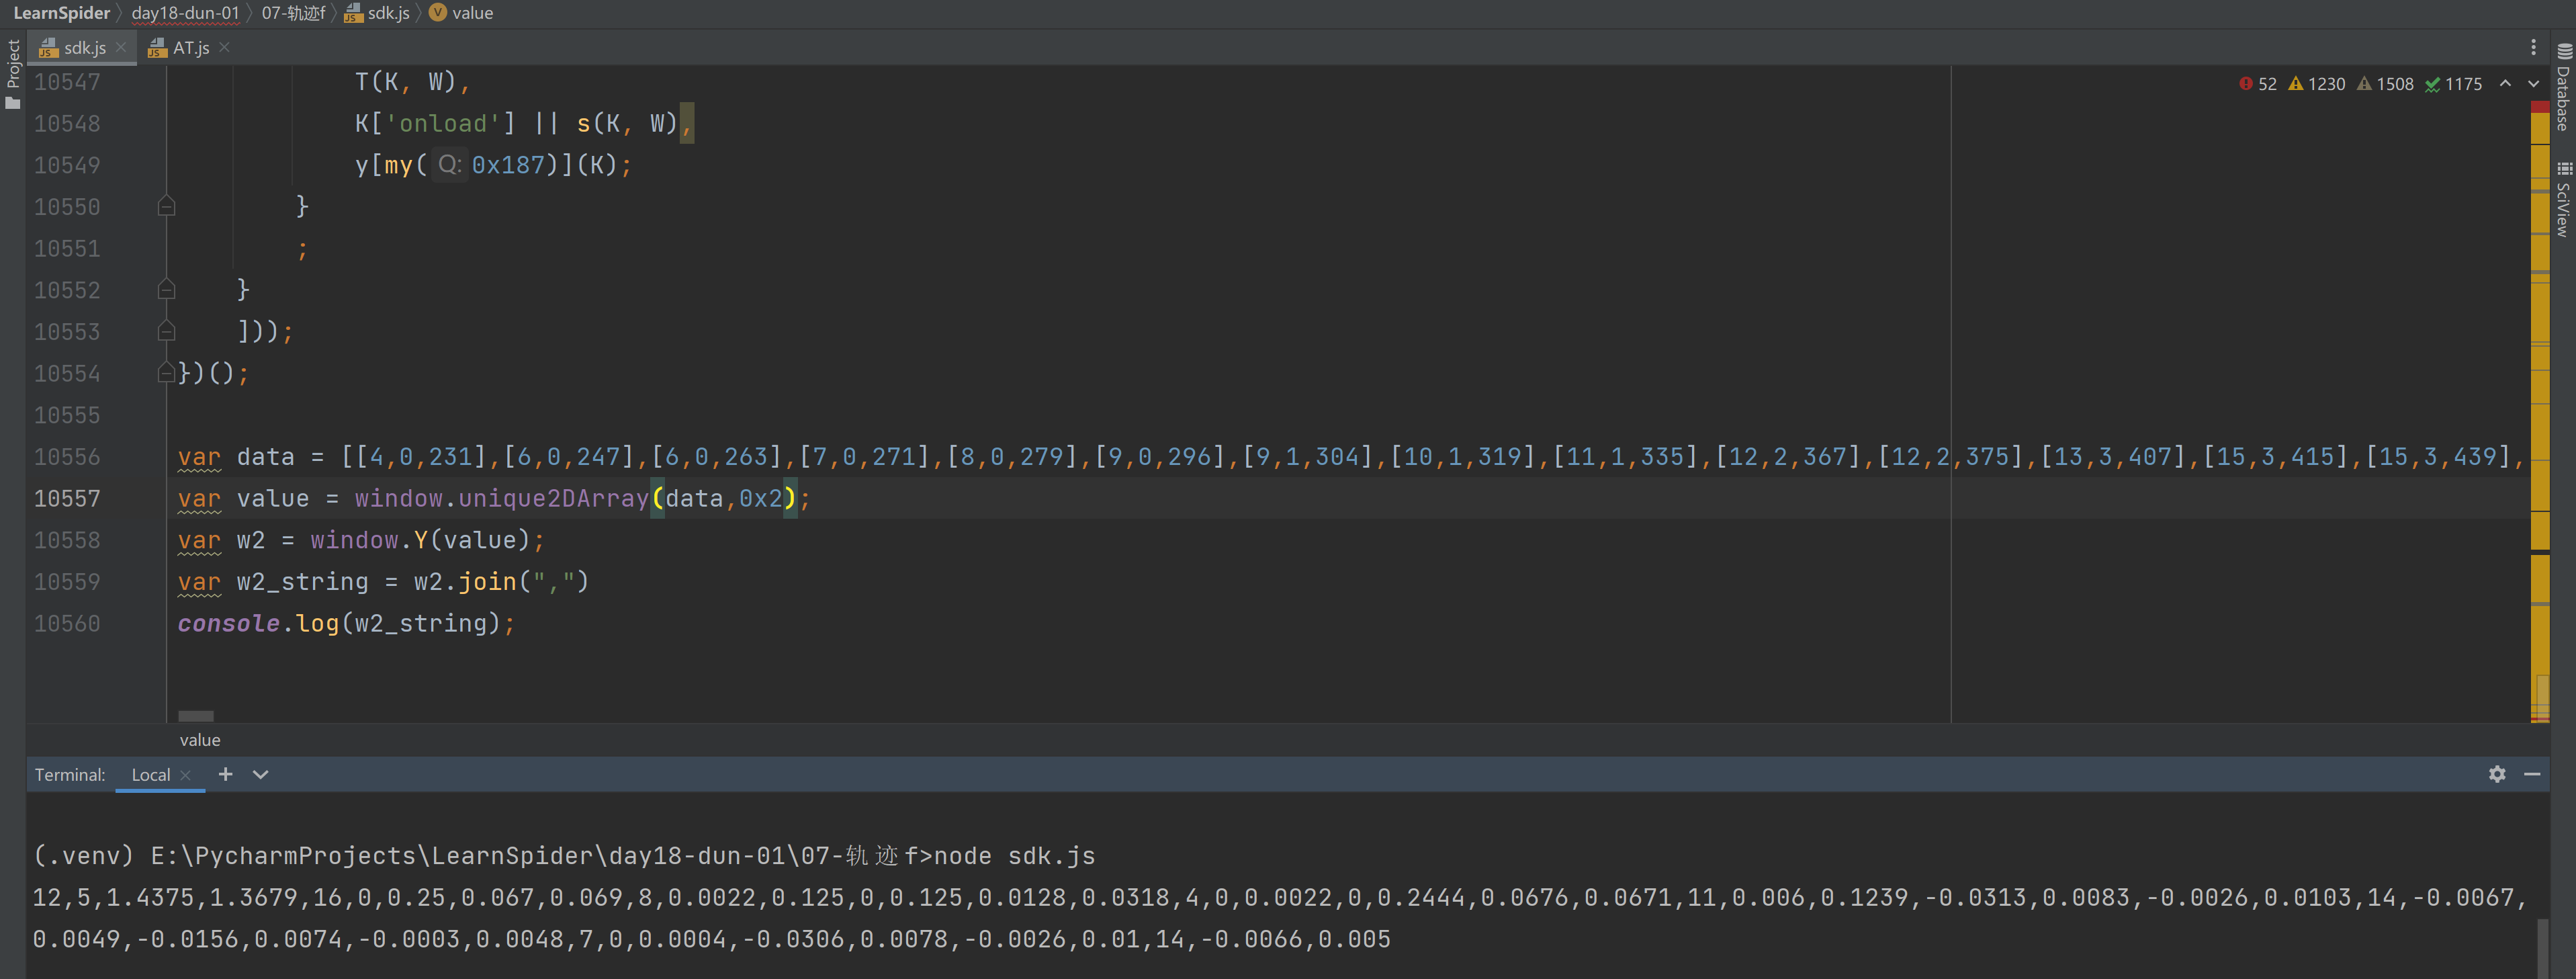 LearnSpider day18-dun-01 07-轨迹f sdk.js value
Project
sdk.js AT.js
52 1230 1508 1175
Database
SciView
10547 T(K, W),
10548 K['onload'] || s(K, W),
10549 y[my( Q: 0x187)](K);
10550 }
10551 ;
10552 }
10553 ]));
10554 })();
10555
10556 var data = [[4,0,231],[6,0,247],[6,0,263],[7,0,271],[8,0,279],[9,0,296],[9,1,304],[10,1,319],[11,1,335],[12,2,367],[12,2,375],[13,3,407],[15,3,415],[15,3,439],
10557 var value = window.unique2DArray(data,0x2);
10558 var w2 = window.Y(value);
10559 var w2_string = w2.join(",")
10560 console.log(w2_string);
value
Terminal: Local
(.venv) E:\PycharmProjects\LearnSpider\day18-dun-01\07-轨迹f>node sdk.js
12,5,1.4375,1.3679,16,0,0.25,0.067,0.069,8,0.0022,0.125,0,0.125,0.0128,0.0318,4,0,0.0022,0,0.2444,0.0676,0.0671,11,0.006,0.1239,-0.0313,0.0083,-0.0026,0.0103,14,-0.0067,
0.0049,-0.0156,0.0074,-0.0003,0.0048,7,0,0.0004,-0.0306,0.0078,-0.0026,0.01,14,-0.0066,0.005